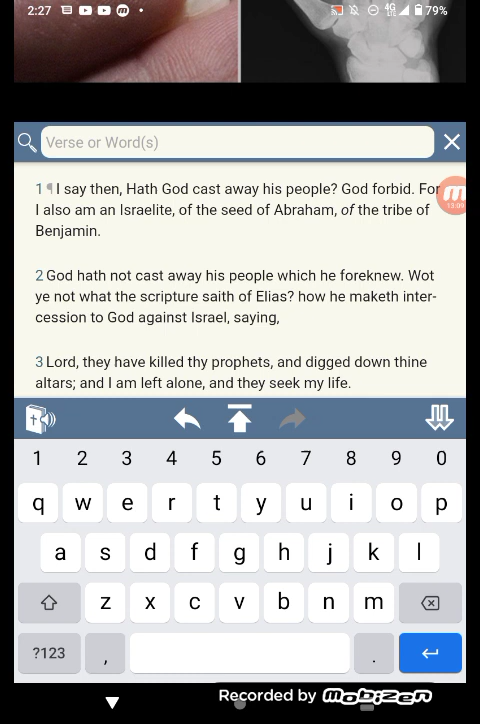 2:27 4G LTE 79%
Verse or Word(s)
1 ¶ I say then, Hath God cast away his people? God forbid. For
I also am an Israelite, of the seed of Abraham, of the tribe of
Benjamin.
13:00
2 God hath not cast away his people which he foreknew. Wot
ye not what the scripture saith of Elias? how he maketh inter-
cession to God against Israel, saying,
3 Lord, they have killed thy prophets, and digged down thine
altars; and I am left alone, and they seek my life.
1 2 3 4 5 6 7 8 9 0
q w e r t y u i o p
a s d f g h j k l
z x c v b n m
?123 , .
Recorded by mobizen